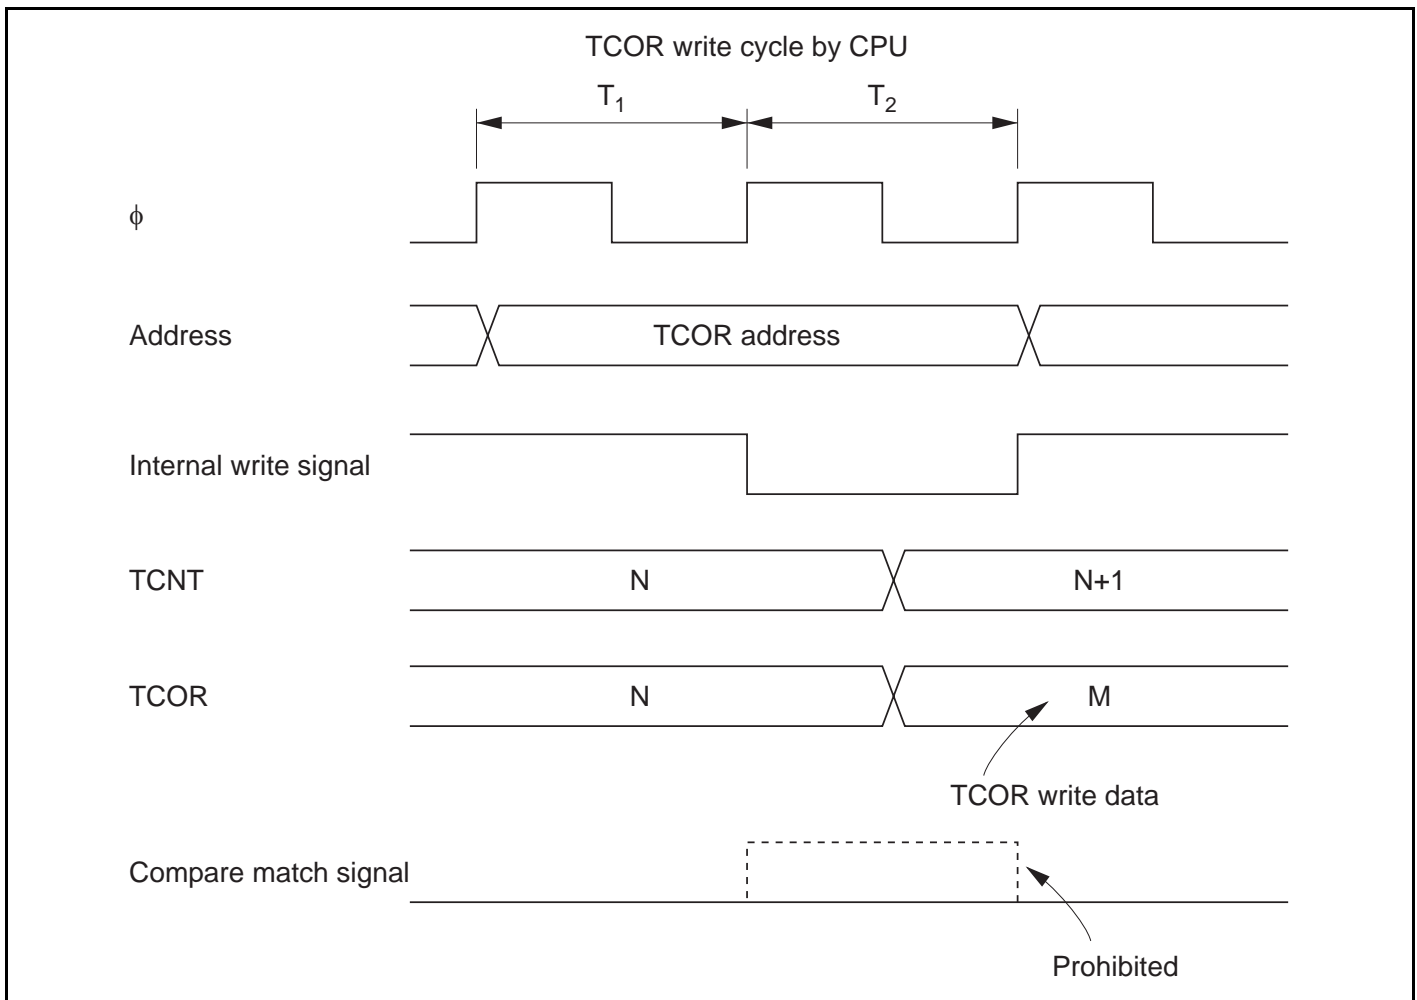 TCOR write cycle by CPU
T1 T2
ϕ
Address TCOR address
Internal write signal
TCNT N N+1
TCOR N M
TCOR write data
Compare match signal
Prohibited